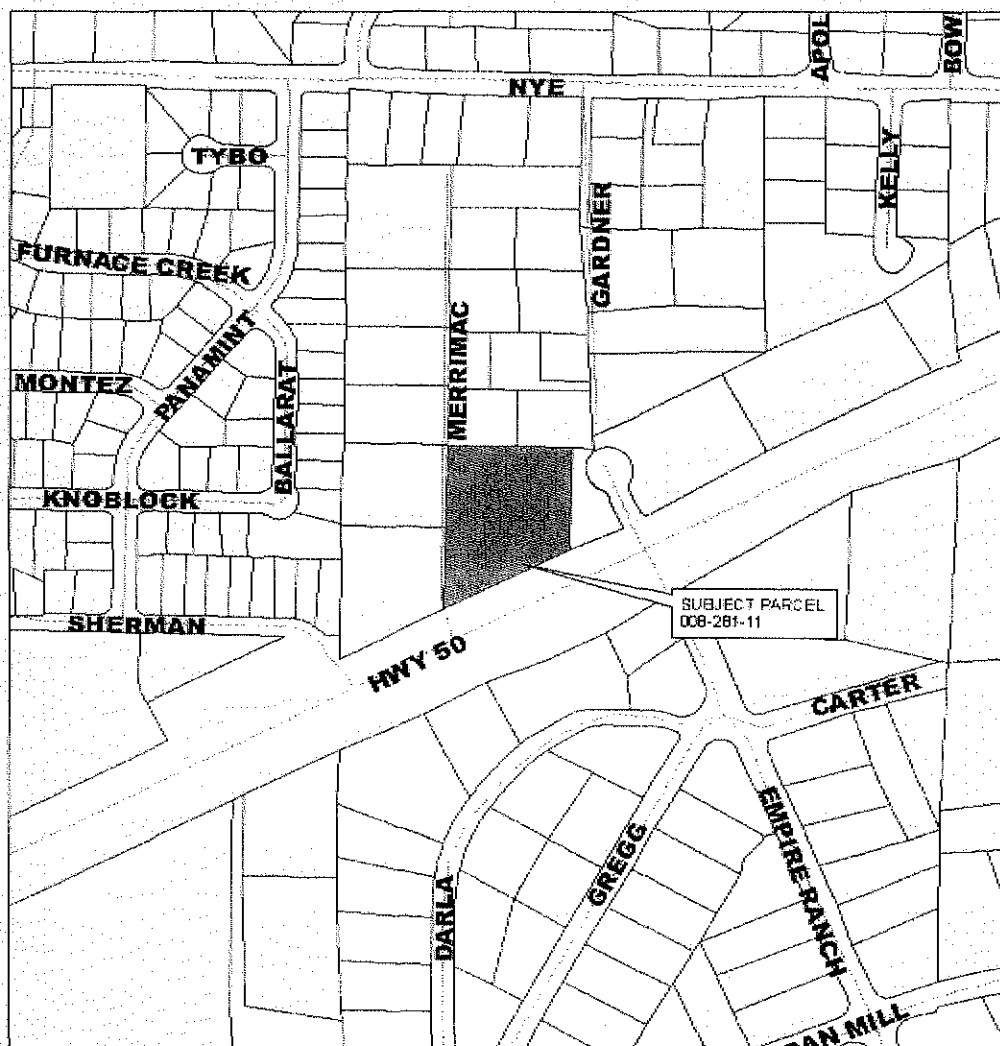 APOL
BOW
NYE
TYBO
KELLY
GARDNER
FURNACE CREEK
MERRIMAC
PANAMINT
MONTEZ
BALLARAT
KNOBLOCK
SUBJECT PARCEL
008-281-11
SHERMAN
HWY 50
CARTER
EMPIRE RANCH
GREGG
DARLA
MILL